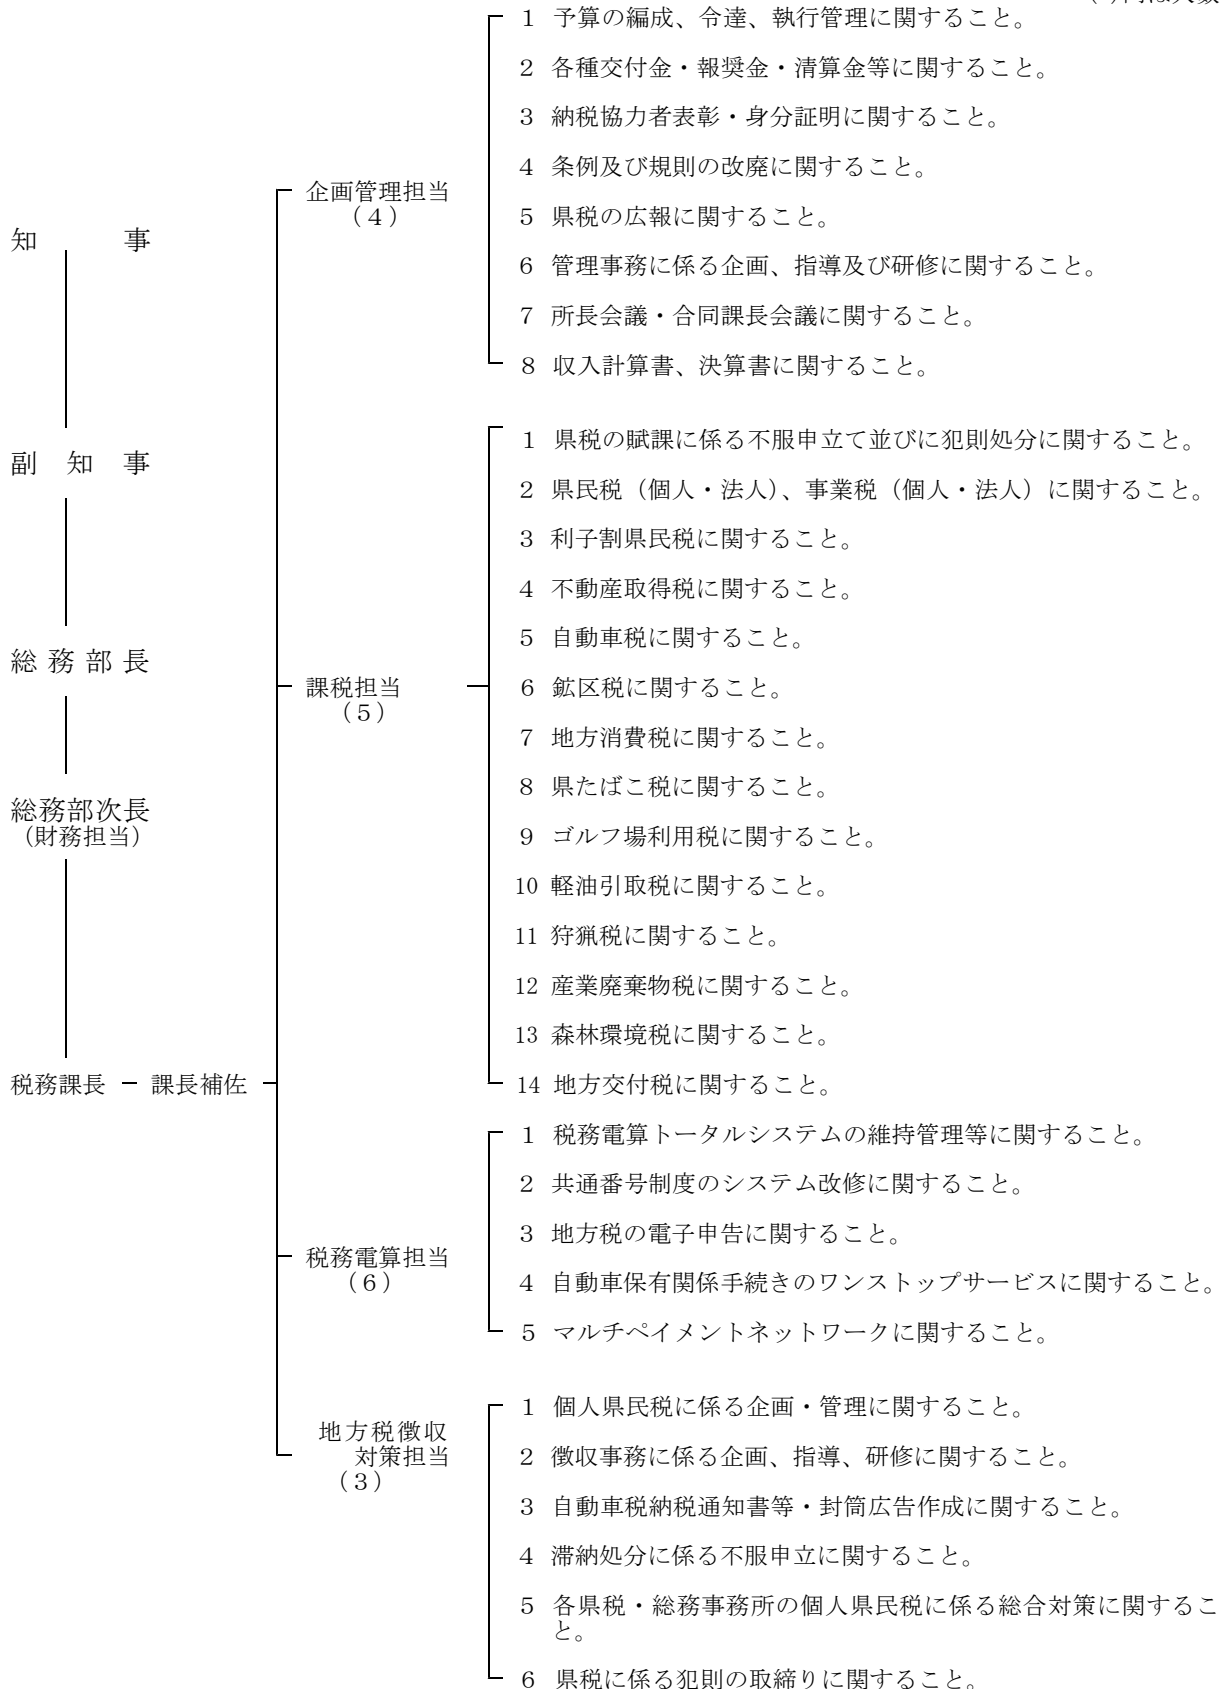 知事
副知事
総務部長
総務部次長
(財務担当)
税務課長
課長補佐
企画管理担当
(4)
1 予算の編成、令達、執行管理に関すること。
2 各種交付金・報奨金・清算金等に関すること。
3 納税協力者表彰・身分証明に関すること。
4 条例及び規則の改廃に関すること。
5 県税の広報に関すること。
6 管理事務に係る企画、指導及び研修に関すること。
7 所長会議・合同課長会議に関すること。
8 収入計算書、決算書に関すること。
課税担当
(5)
1 県税の賦課に係る不服申立て並びに犯則処分に関すること。
2 県民税（個人・法人）、事業税（個人・法人）に関すること。
3 利子割県民税に関すること。
4 不動産取得税に関すること。
5 自動車税に関すること。
6 鉱区税に関すること。
7 地方消費税に関すること。
8 県たばこ税に関すること。
9 ゴルフ場利用税に関すること。
10 軽油引取税に関すること。
11 狩猟税に関すること。
12 産業廃棄物税に関すること。
13 森林環境税に関すること。
14 地方交付税に関すること。
税務電算担当
(6)
1 税務電算トータルシステムの維持管理等に関すること。
2 共通番号制度のシステム改修に関すること。
3 地方税の電子申告に関すること。
4 自動車保有関係手続きのワンストップサービスに関すること。
5 マルチペイメントネットワークに関すること。
地方税徴収
対策担当
(3)
1 個人県民税に係る企画・管理に関すること。
2 徴収事務に係る企画、指導、研修に関すること。
3 自動車税納税通知書等・封筒広告作成に関すること。
4 滞納処分に係る不服申立に関すること。
5 各県税・総務事務所の個人県民税に係る総合対策に関するこ
と。
6 県税に係る犯則の取締りに関すること。